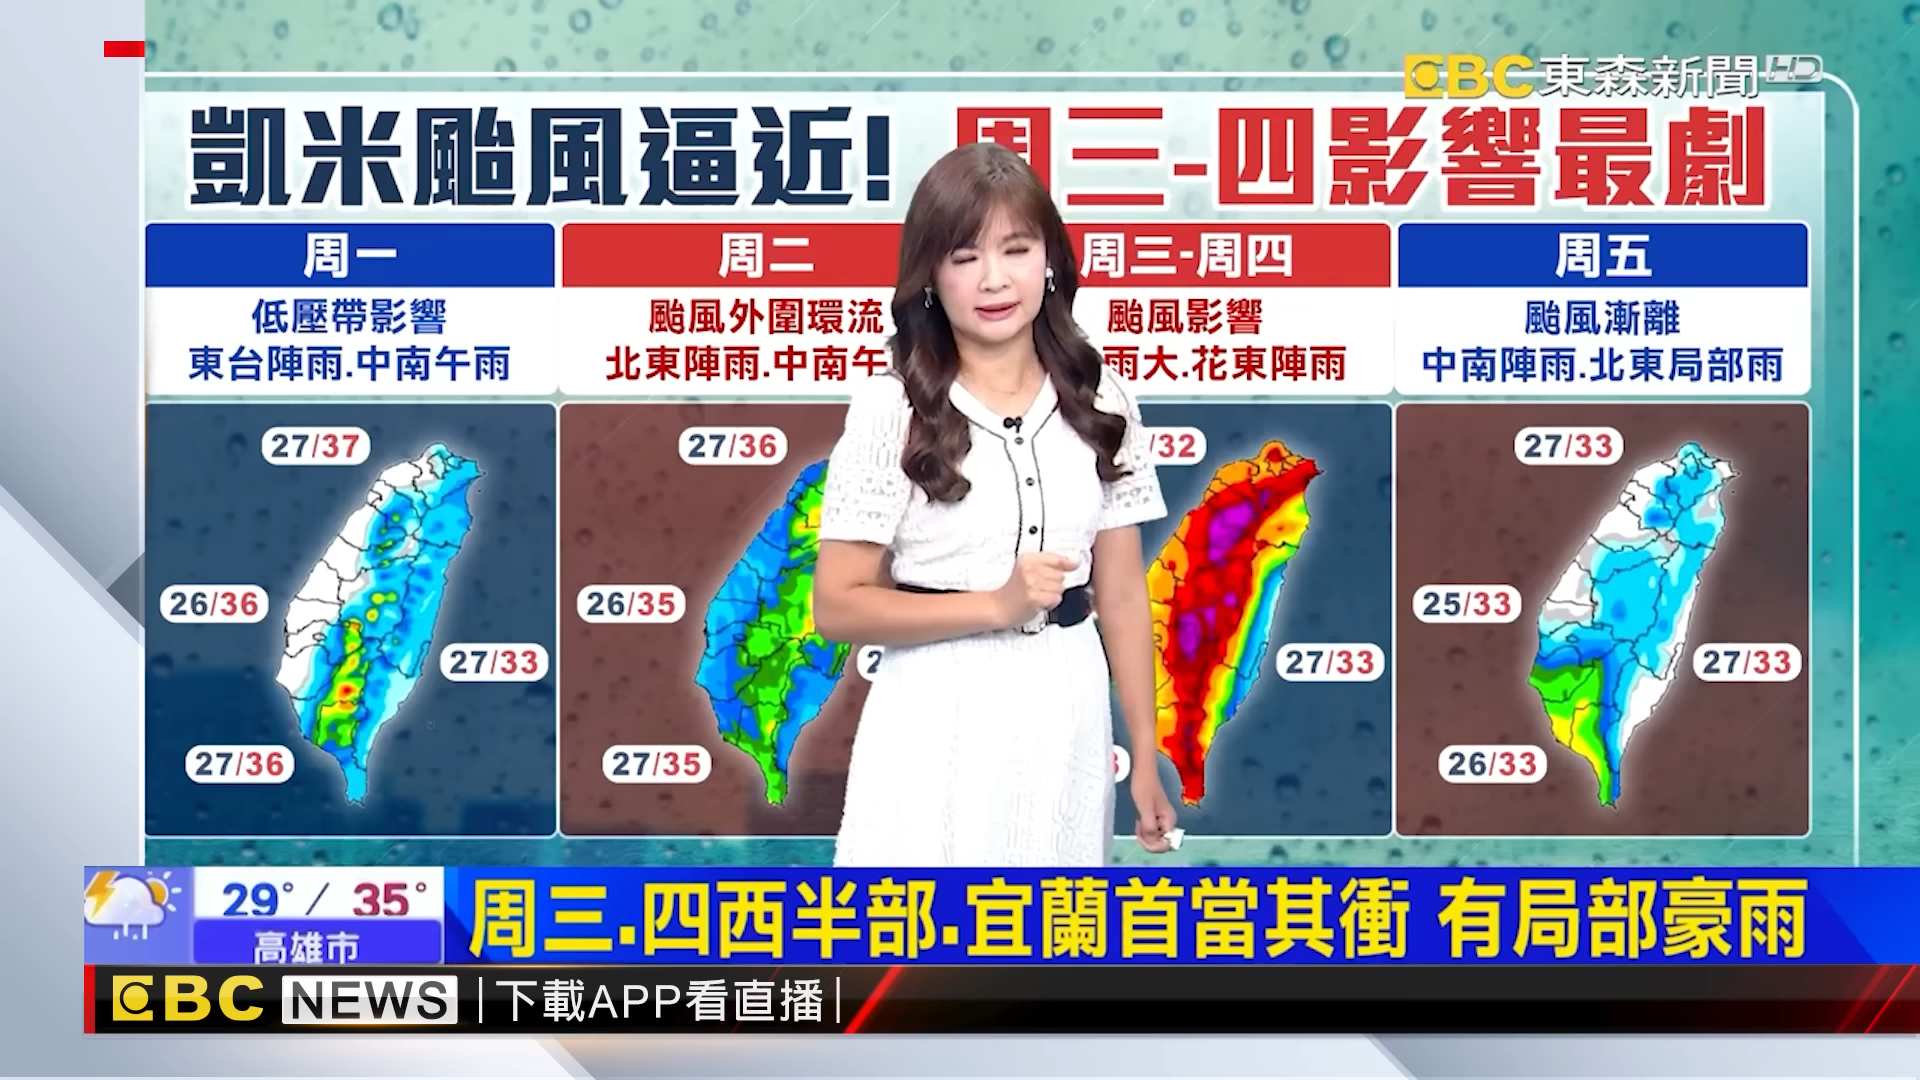 EBC東森新聞HD
凱米颱風逼近! 周三-四影響最劇
周一
低壓帶影響
東台陣雨.中南午雨
27/37
26/36
27/33
27/36
周二
颱風外圍環流
北東陣雨.中南午
27/36
26/35
27/35
周三-周四
颱風影響
雨大.花東陣雨
/32
27/33
周五
颱風漸離
中南陣雨.北東局部雨
27/33
25/33
27/33
26/33
29°/ 35°
高雄市
周三.四西半部.宜蘭首當其衝 有局部豪雨
EBC NEWS |下載APP看直播|